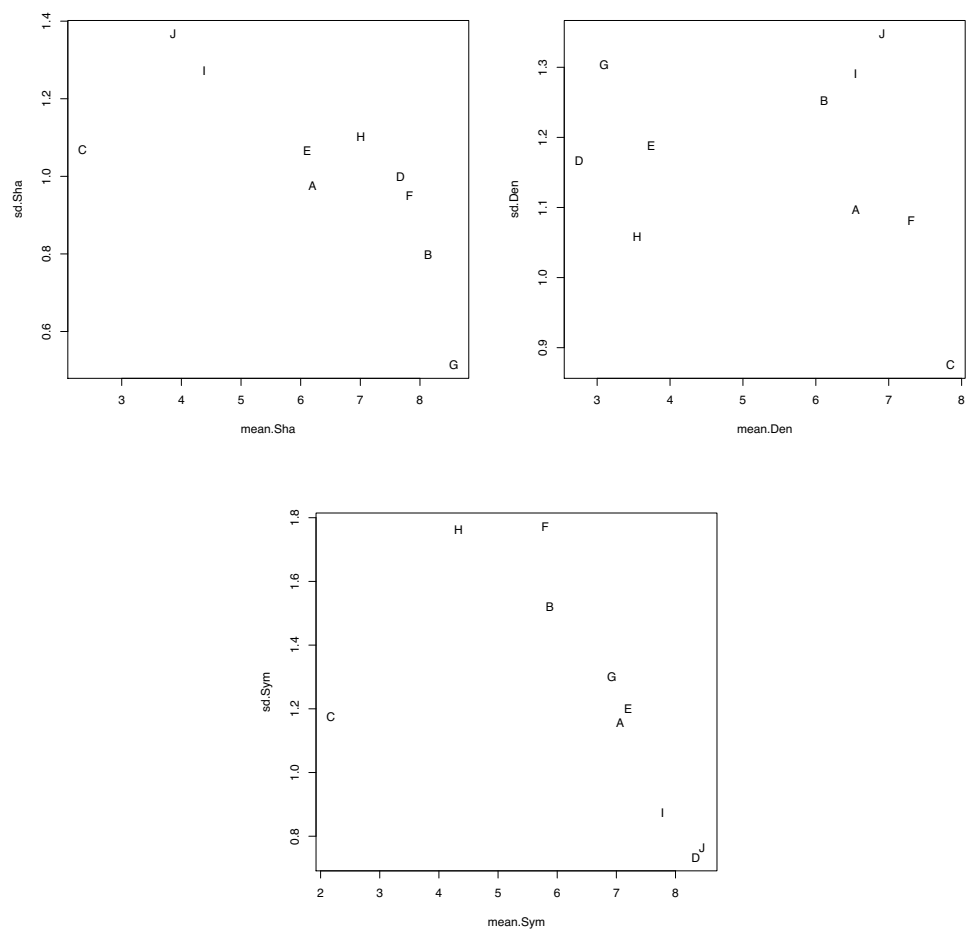 1.4
1.2
1.0
0.8
0.6
sd.Sha
J
I
C
E
H
A
D
F
B
G
3 4 5 6 7 8
mean.Sha
1.3
1.2
1.1
1.0
0.9
sd.Den
J
G
I
B
E
D
A
F
H
C
3 4 5 6 7 8
mean.Den
1.8
1.6
1.4
1.2
1.0
0.8
sd.Sym
H
F
B
G
E
C
A
I
J
D
2 3 4 5 6 7 8
mean.Sym